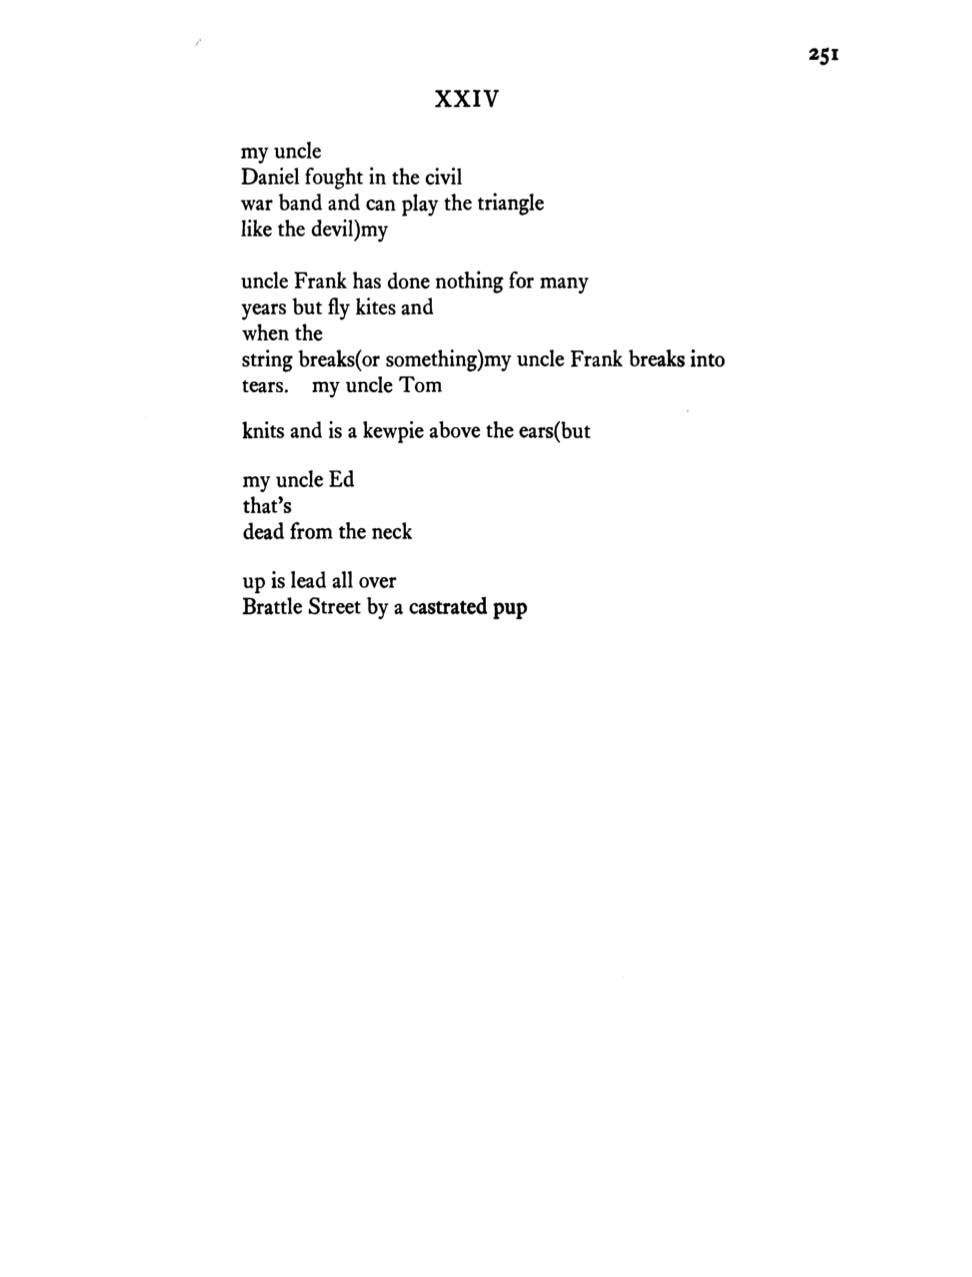 251
XXIV
my uncle
Daniel fought in the civil
war band and can play the triangle
like the devil)my
uncle Frank has done nothing for many
years but fly kites and
when the
string breaks(or something)my uncle Frank breaks into
tears. my uncle Tom
knits and is a kewpie above the ears(but
my uncle Ed
that's
dead from the neck
up is lead all over
Brattle Street by a castrated pup